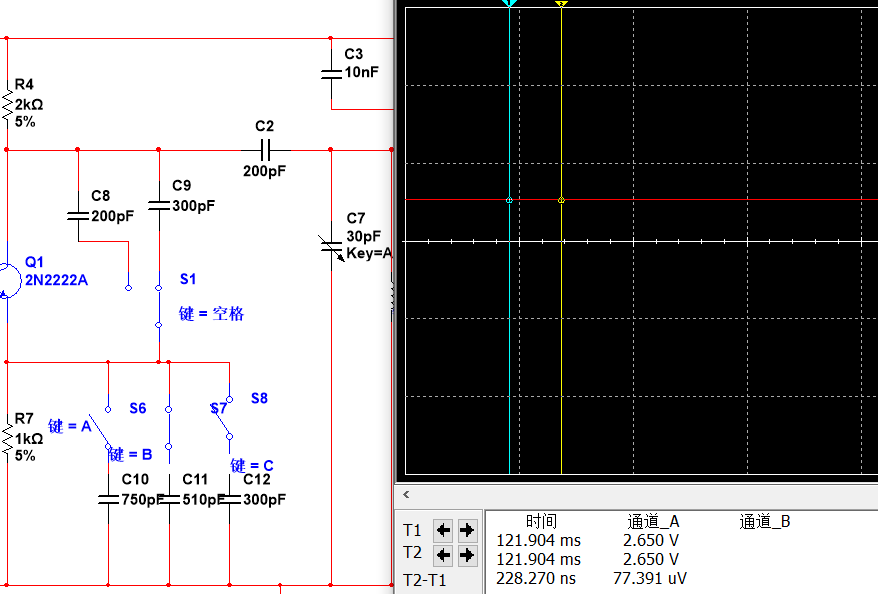 C3
10nF
R4
2kΩ
5%
C2
200pF
C8
200pF
C9
300pF
C7
30pF
Key=A
Q1
2N2222A
S1
键 = 空格
S6
S7
S8
R7
1kΩ
5%
键 = A
键 = B
键 = C
C10
750pF
C11
510pF
C12
300pF
时间 通道_A 通道_B
T1 121.904 ms 2.650 V
T2 121.904 ms 2.650 V
T2-T1 228.270 ns 77.391 uV